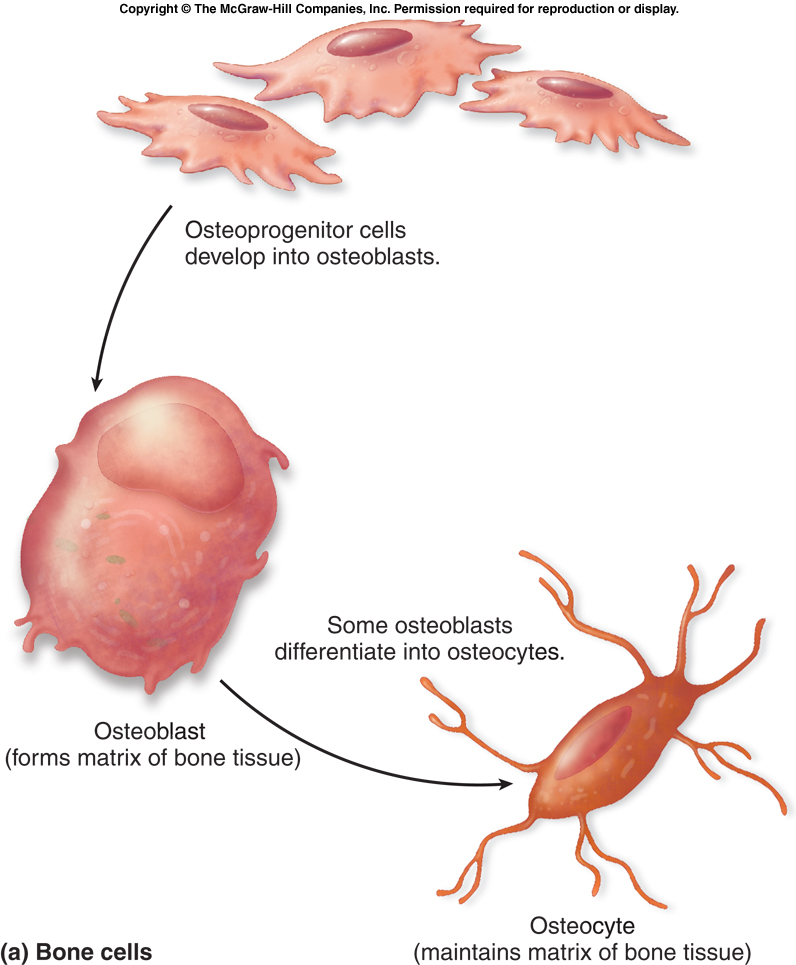 Copyright © The McGraw-Hill Companies, Inc. Permission required for reproduction or display.
Osteoprogenitor cells
develop into osteoblasts.
Some osteoblasts
differentiate into osteocytes.
Osteoblast
(forms matrix of bone tissue)
Osteocyte
(maintains matrix of bone tissue)
(a) Bone cells